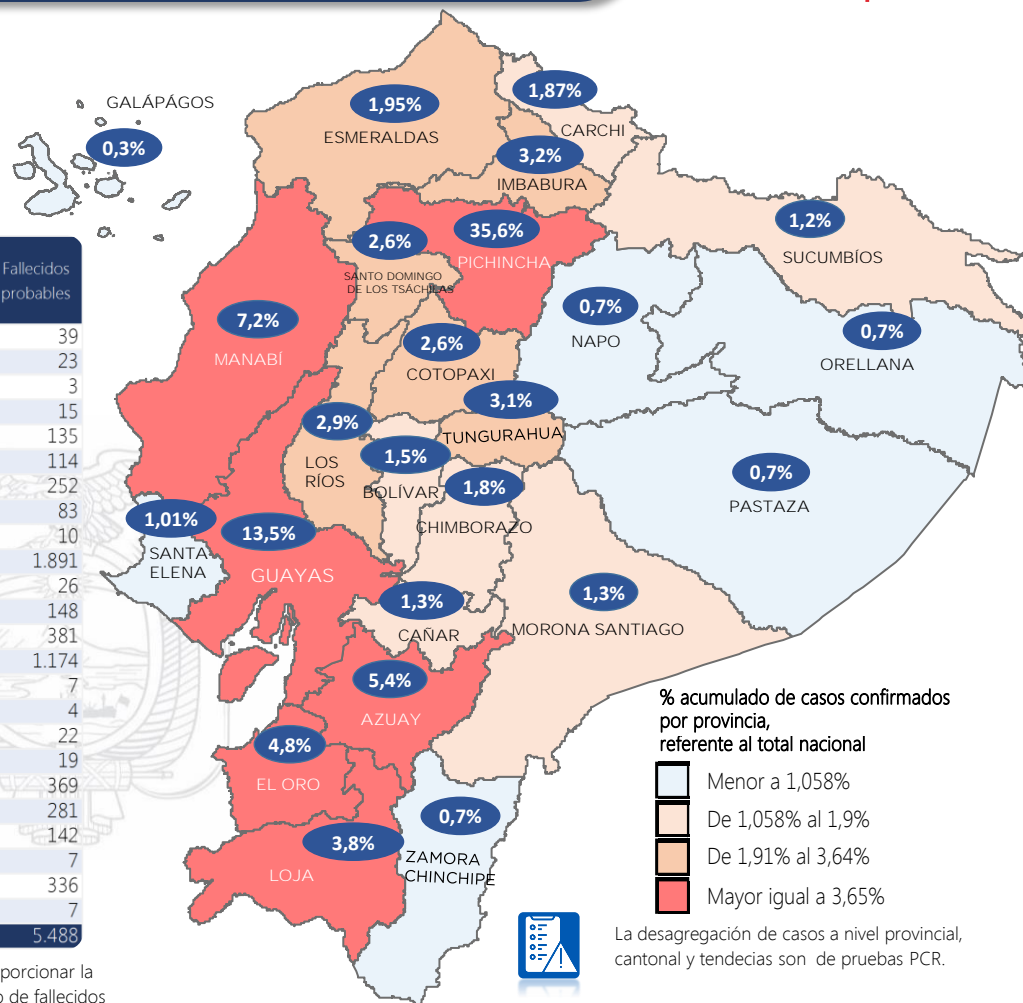 GALÁPÁGOS
0,3%
1,95%
ESMERALDAS
1,87%
CARCHI
3,2%
IMBABURA
1,2%
SUCUMBÍOS
35,6%
PICHINCHA
2,6%
SANTO DOMINGO
DE LOS TSÁCHILAS
7,2%
MANABÍ
0,7%
NAPO
0,7%
ORELLANA
2,6%
COTOPAXI
3,1%
TUNGURAHUA
2,9%
LOS
RÍOS
1,5%
BOLÍVAR
1,8%
CHIMBORAZO
0,7%
PASTAZA
1,01%
SANTA
ELENA
13,5%
GUAYAS
1,3%
CAÑAR
1,3%
MORONA SANTIAGO
5,4%
AZUAY
4,8%
EL ORO
3,8%
LOJA
0,7%
ZAMORA
CHINCHIPE
Fallecidos
probables
39
23
3
15
135
114
252
83
10
1.891
26
148
381
1.174
7
4
22
19
369
281
142
7
336
7
5.488
porcionar la
o de fallecidos
% acumulado de casos confirmados
por provincia,
referente al total nacional
Menor a 1,058%
De 1,058% al 1,9%
De 1,91% al 3,64%
Mayor igual a 3,65%
La desagregación de casos a nivel provincial,
cantonal y tendecias son de pruebas PCR.